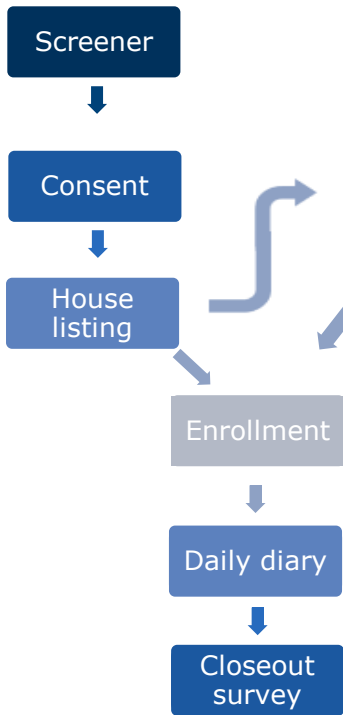 Screener
Consent
House
listing
Enrollment
Daily diary
Closeout
survey